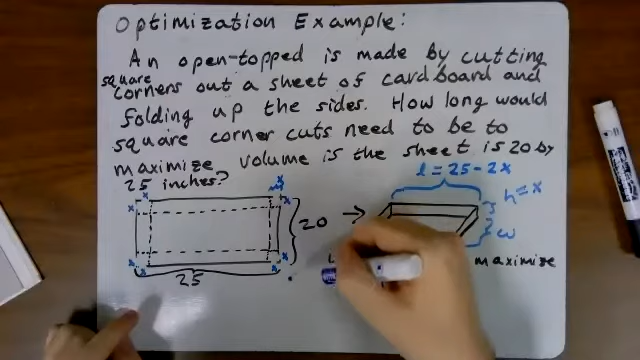 Optimization Example:
An open-topped is made by cutting
square
corners out a sheet of cardboard and
folding up the sides. How long would
square corner cuts need to be to
maximize volume is the sheet is 20 by
25 inches?
l = 25 - 2x
x
x x x
h = x
20
w
x x x x
maximize
25